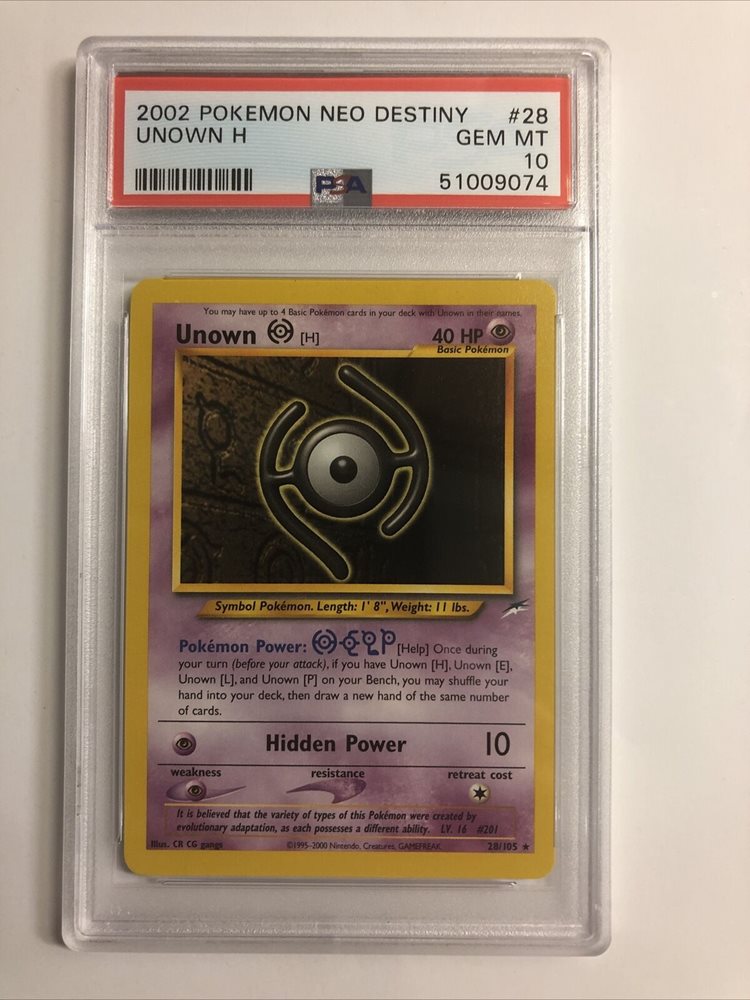 2002 POKEMON NEO DESTINY #28
UNOWN H GEM MT
10
PSA 51009074
You may have up to 4 Basic Pokémon cards in your deck with Unown in their names.
Unown [H] 40 HP
Basic Pokémon
Symbol Pokémon. Length: 1' 8", Weight: 11 lbs.
Pokémon Power: HELP [Help] Once during
your turn (before your attack), if you have Unown [H], Unown [E],
Unown [L], and Unown [P] on your Bench, you may shuffle your
hand into your deck, then draw a new hand of the same number
of cards.
Hidden Power 10
weakness resistance retreat cost
It is believed that the variety of types of this Pokémon were created by
evolutionary adaptation, as each possesses a different ability. LV. 16 #201
Illus. CR CG gangs ©1995-2000 Nintendo, Creatures, GAMEFREAK 28/105 ★